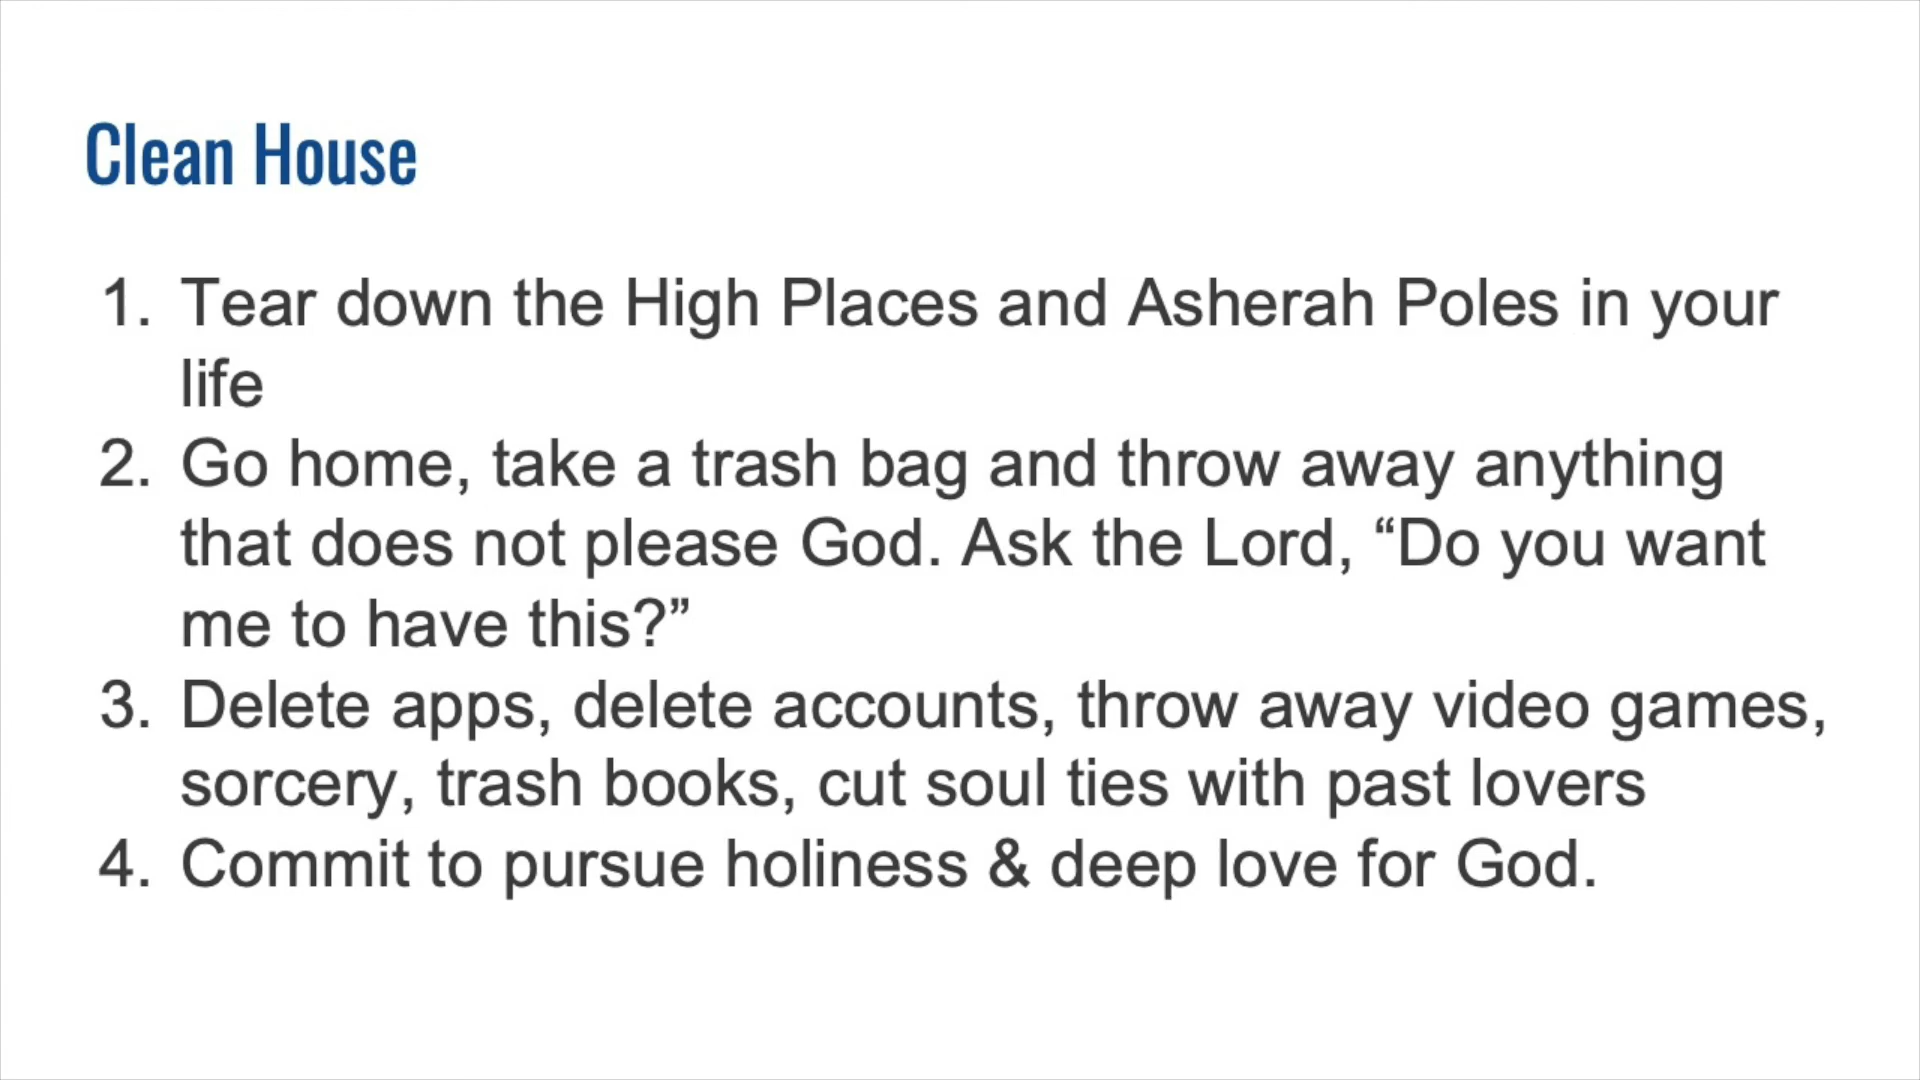 Clean House
1. Tear down the High Places and Asherah Poles in your
life
2. Go home, take a trash bag and throw away anything
that does not please God. Ask the Lord, “Do you want
me to have this?”
3. Delete apps, delete accounts, throw away video games,
sorcery, trash books, cut soul ties with past lovers
4. Commit to pursue holiness & deep love for God.